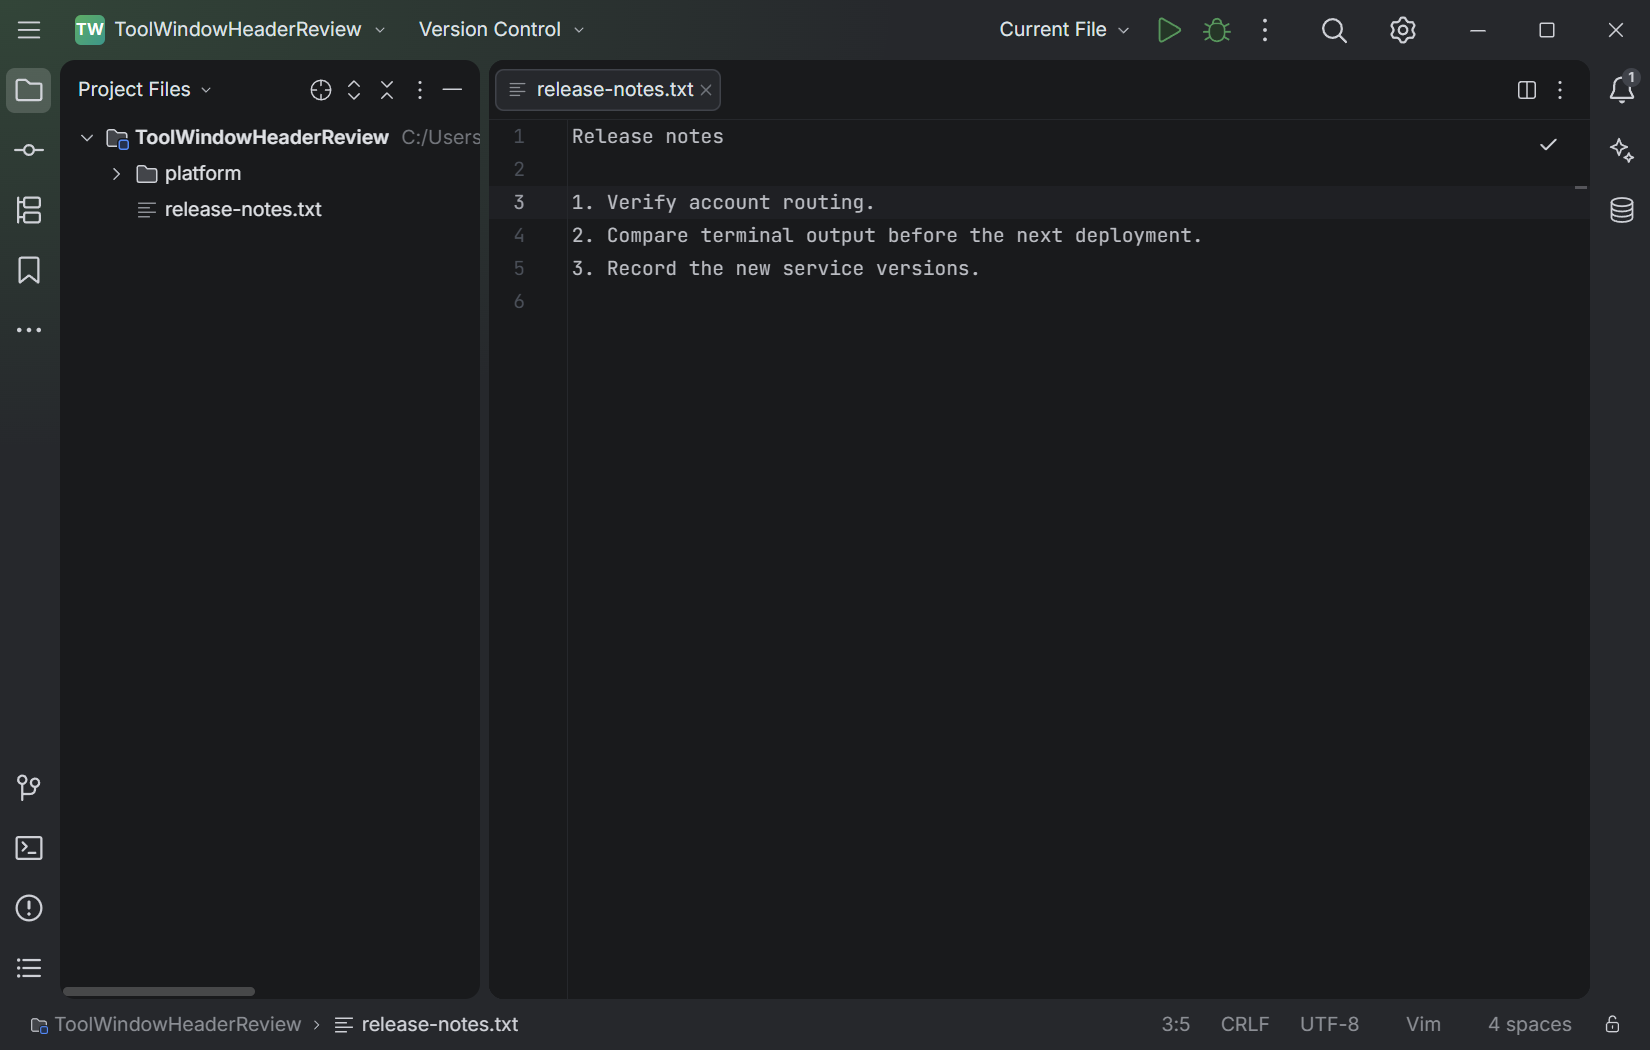 TW ToolWindowHeaderReview Version Control Current File
Project Files
release-notes.txt
1
ToolWindowHeaderReview C:/Users
platform
release-notes.txt
1 Release notes
2
3 1. Verify account routing.
4 2. Compare terminal output before the next deployment.
5 3. Record the new service versions.
6
ToolWindowHeaderReview release-notes.txt 3:5 CRLF UTF-8 Vim 4 spaces